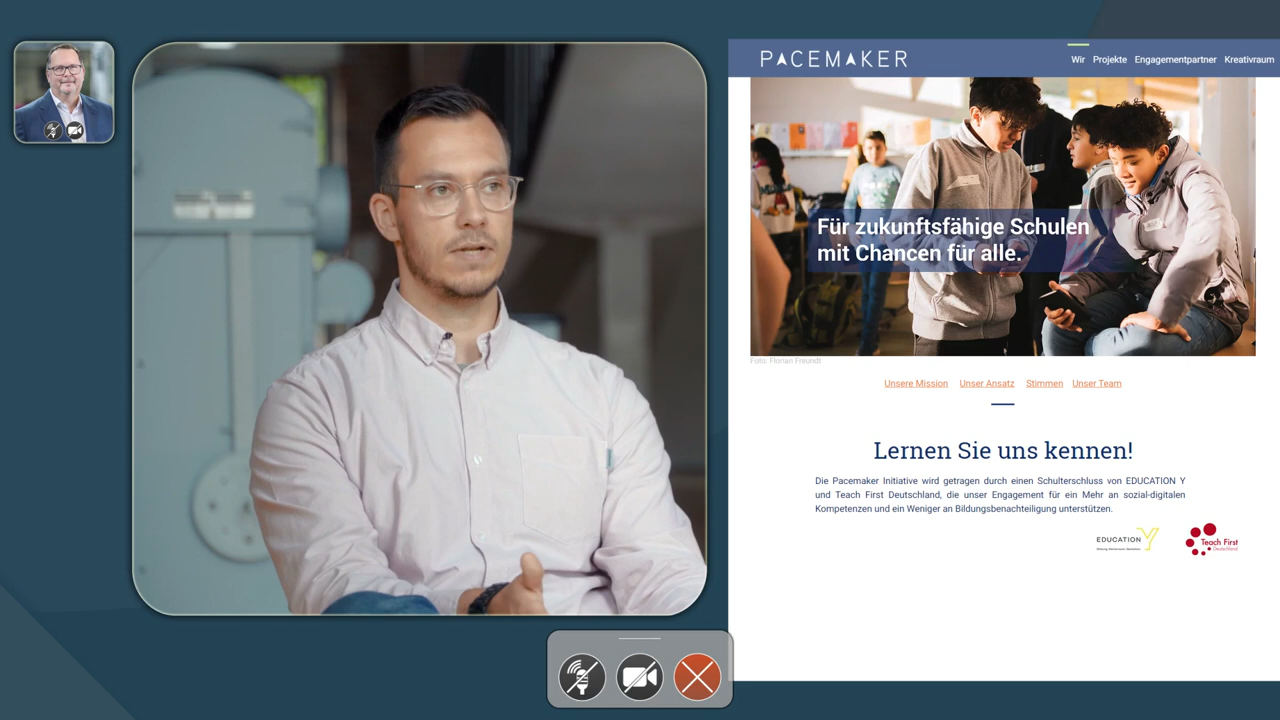 PACEMAKER
Wir Projekte Engagementpartner Kreativraum
Für zukunftsfähige Schulen
mit Chancen für alle.
Foto: Florian Freundt
Unsere Mission Unser Ansatz Stimmen Unser Team
Lernen Sie uns kennen!
Die Pacemaker Initiative wird getragen durch einen Schulterschluss von EDUCATION Y
und Teach First Deutschland, die unser Engagement für ein Mehr an sozial-digitalen
Kompetenzen und ein Weniger an Bildungsbenachteiligung unterstützen.
EDUCATION Y
Teach First
Deutschland